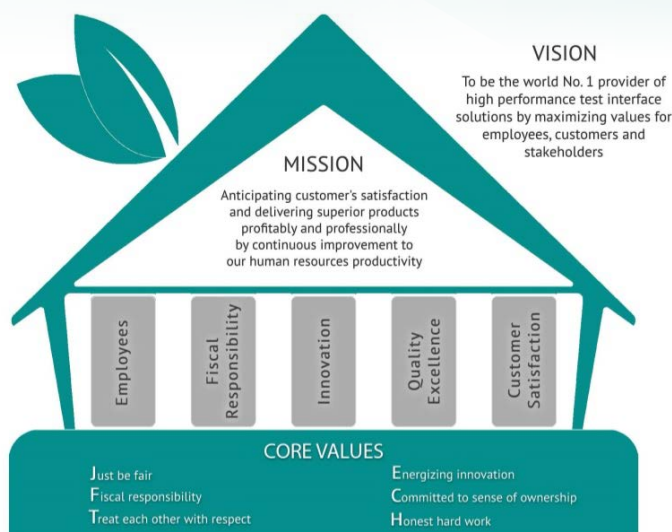 VISION
To be the world No. 1 provider of
high performance test interface
solutions by maximizing values for
employees, customers and
stakeholders
MISSION
Anticipating customer's satisfaction
and delivering superior products
profitably and professionally
by continuous improvement to
our human resources productivity
Employees
Fiscal
Responsibility
Innovation
Quality
Excellence
Customer
Satisfaction
CORE VALUES
Just be fair
Fiscal responsibility
Treat each other with respect
Energizing innovation
Committed to sense of ownership
Honest hard work